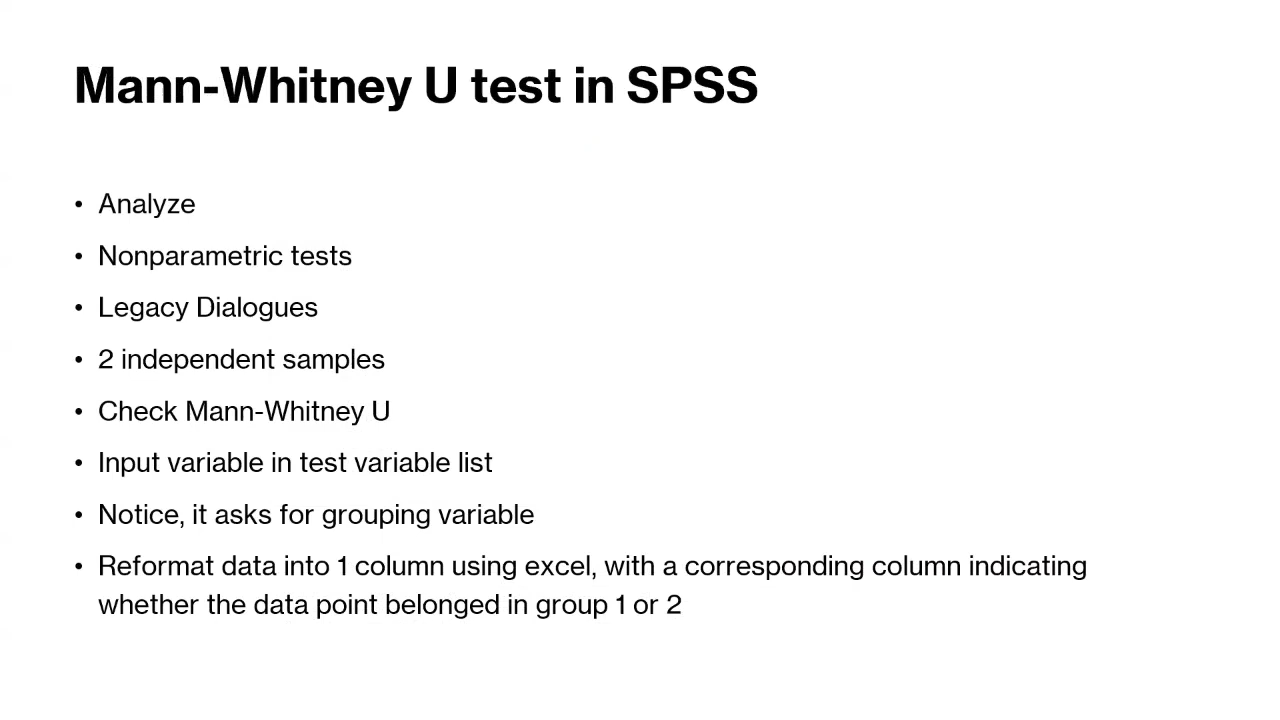 Mann-Whitney U test in SPSS
• Analyze
• Nonparametric tests
• Legacy Dialogues
• 2 independent samples
• Check Mann-Whitney U
• Input variable in test variable list
• Notice, it asks for grouping variable
• Reformat data into 1 column using excel, with a corresponding column indicating
whether the data point belonged in group 1 or 2